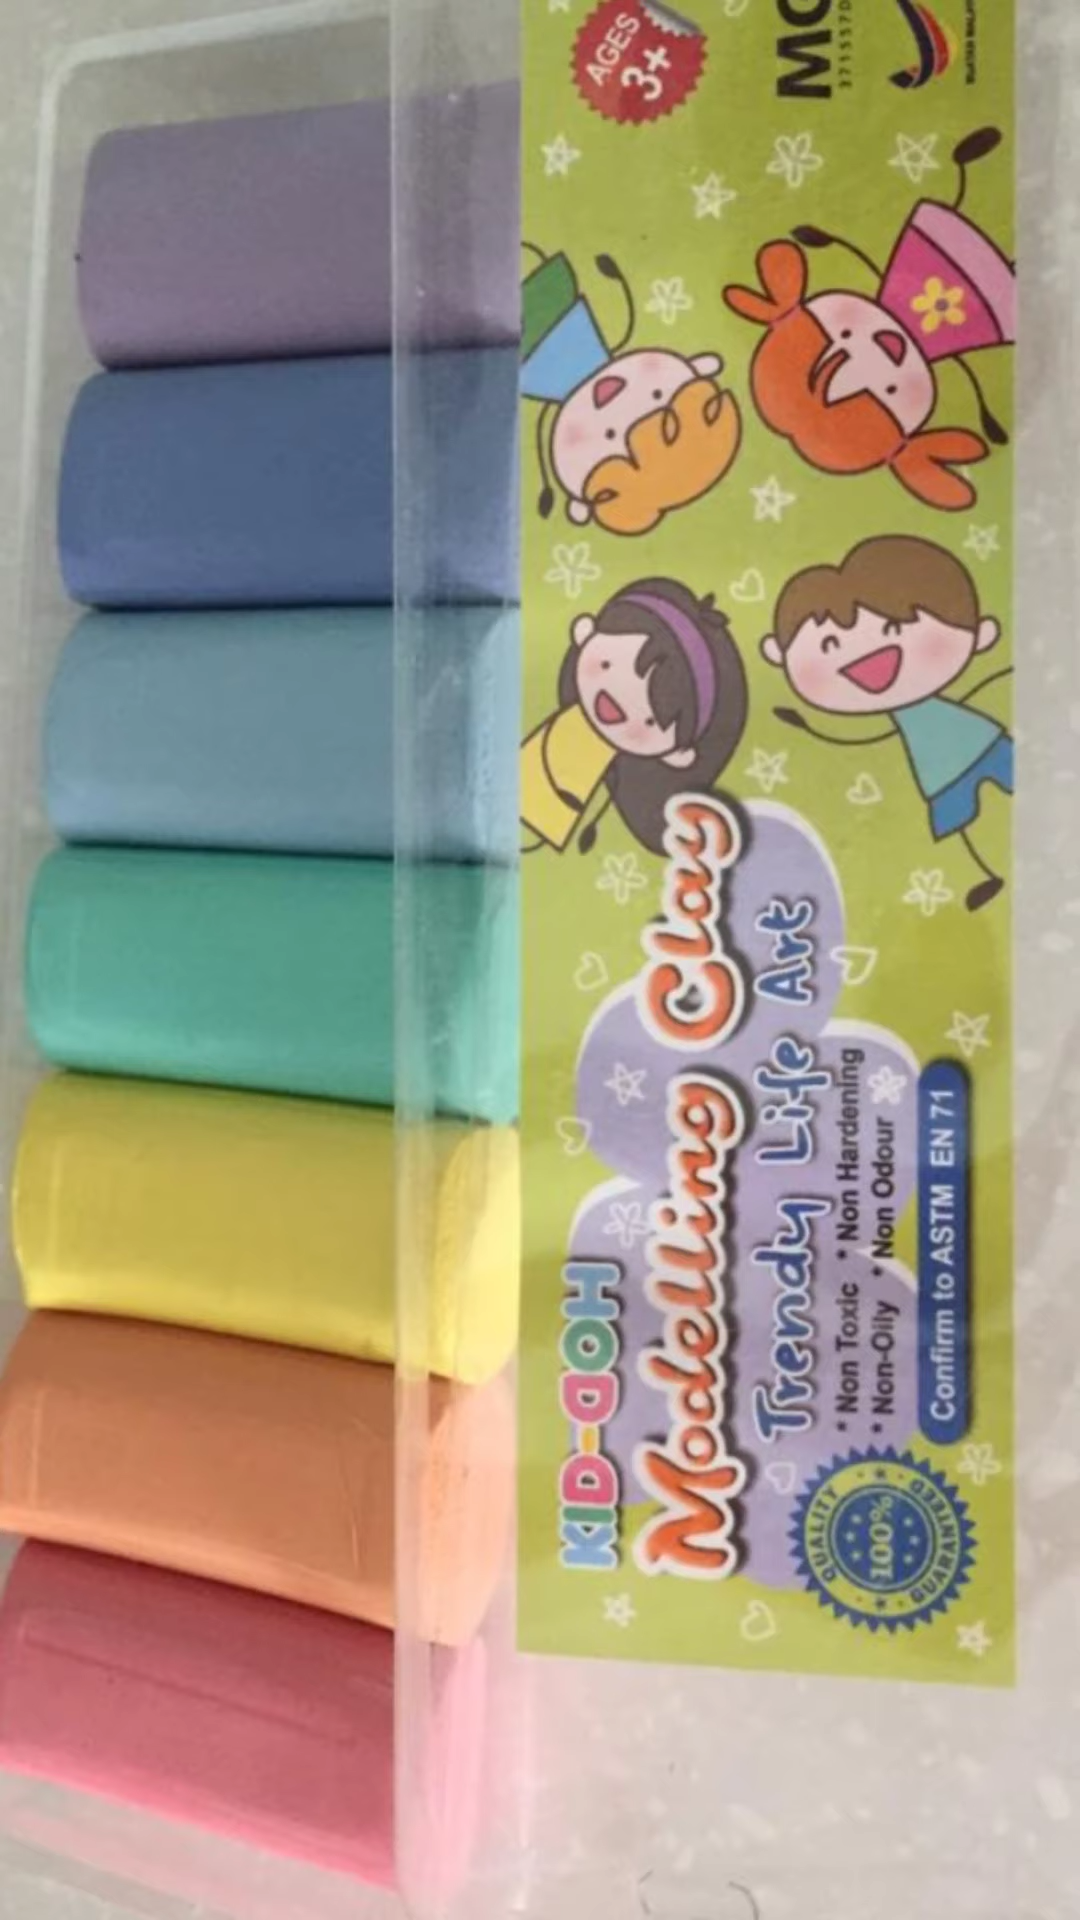 KID-DOH
Modelling Clay
Trendy Life Art
* Non Toxic * Non Hardening
* Non-Oily * Non Odour
Confirm to ASTM EN 71
QUALITY
100%
GUARANTEED
AGES
3+